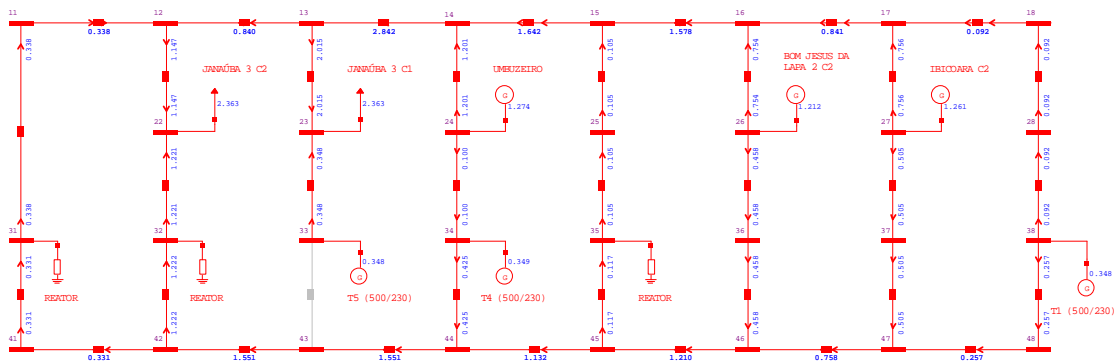 11 12 13 14 15 16 17 18
0.338 0.840 2.842 1.642 1.578 0.841 0.092
0.338 1.147 2.015 1.201 0.105 0.754 0.756 0.092
JANAÚBA 3 C2 JANAÚBA 3 C1 UMBUZEIRO BOM JESUS DA
LAPA 2 C2 IBICOARA C2
G G G
2.363 2.363 1.274 1.212 1.261
1.147 2.015 1.201 0.105 0.754 0.756 0.092
22 23 24 25 26 27 28
1.221 0.348 0.100 0.105 0.458 0.505 0.092
0.338 1.221 0.348 0.100 0.105 0.458 0.505 0.092
31 32 33 34 35 36 37 38
0.331 1.222 0.425 0.117 0.458 0.505 0.257
0.348 0.349 0.348
G G G
REATOR REATOR T5 (500/230) T4 (500/230) REATOR T1 (500/230)
0.331 1.222 0.425 0.117 0.458 0.505 0.257
41 42 43 44 45 46 47 48
0.331 1.551 1.551 1.132 1.210 0.758 0.257